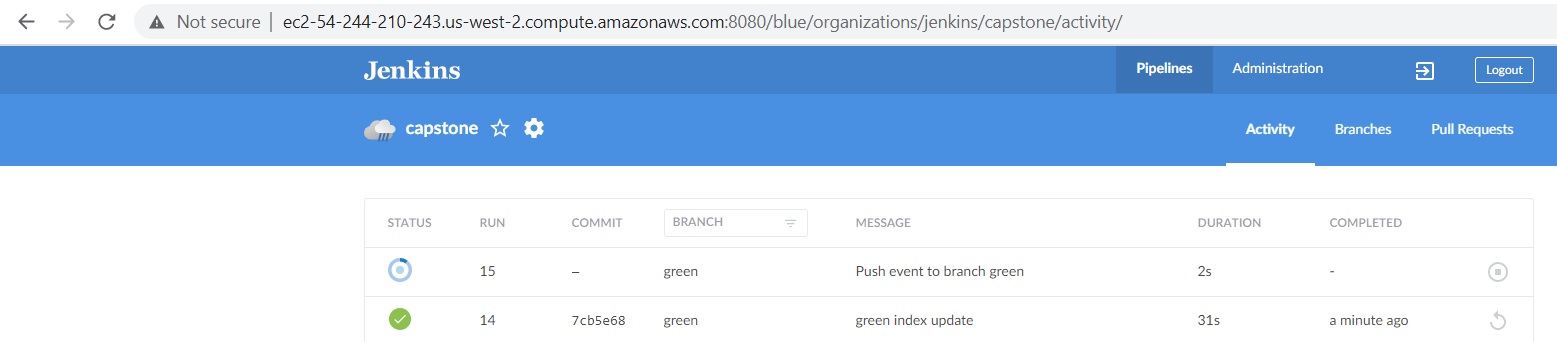 Not secure | ec2-54-244-210-243.us-west-2.compute.amazonaws.com:8080/blue/organizations/jenkins/capstone/activity/
Jenkins Pipelines Administration Logout
capstone Activity Branches Pull Requests
STATUS RUN COMMIT BRANCH MESSAGE DURATION COMPLETED
15 – green Push event to branch green 2s -
14 7cb5e68 green green index update 31s a minute ago